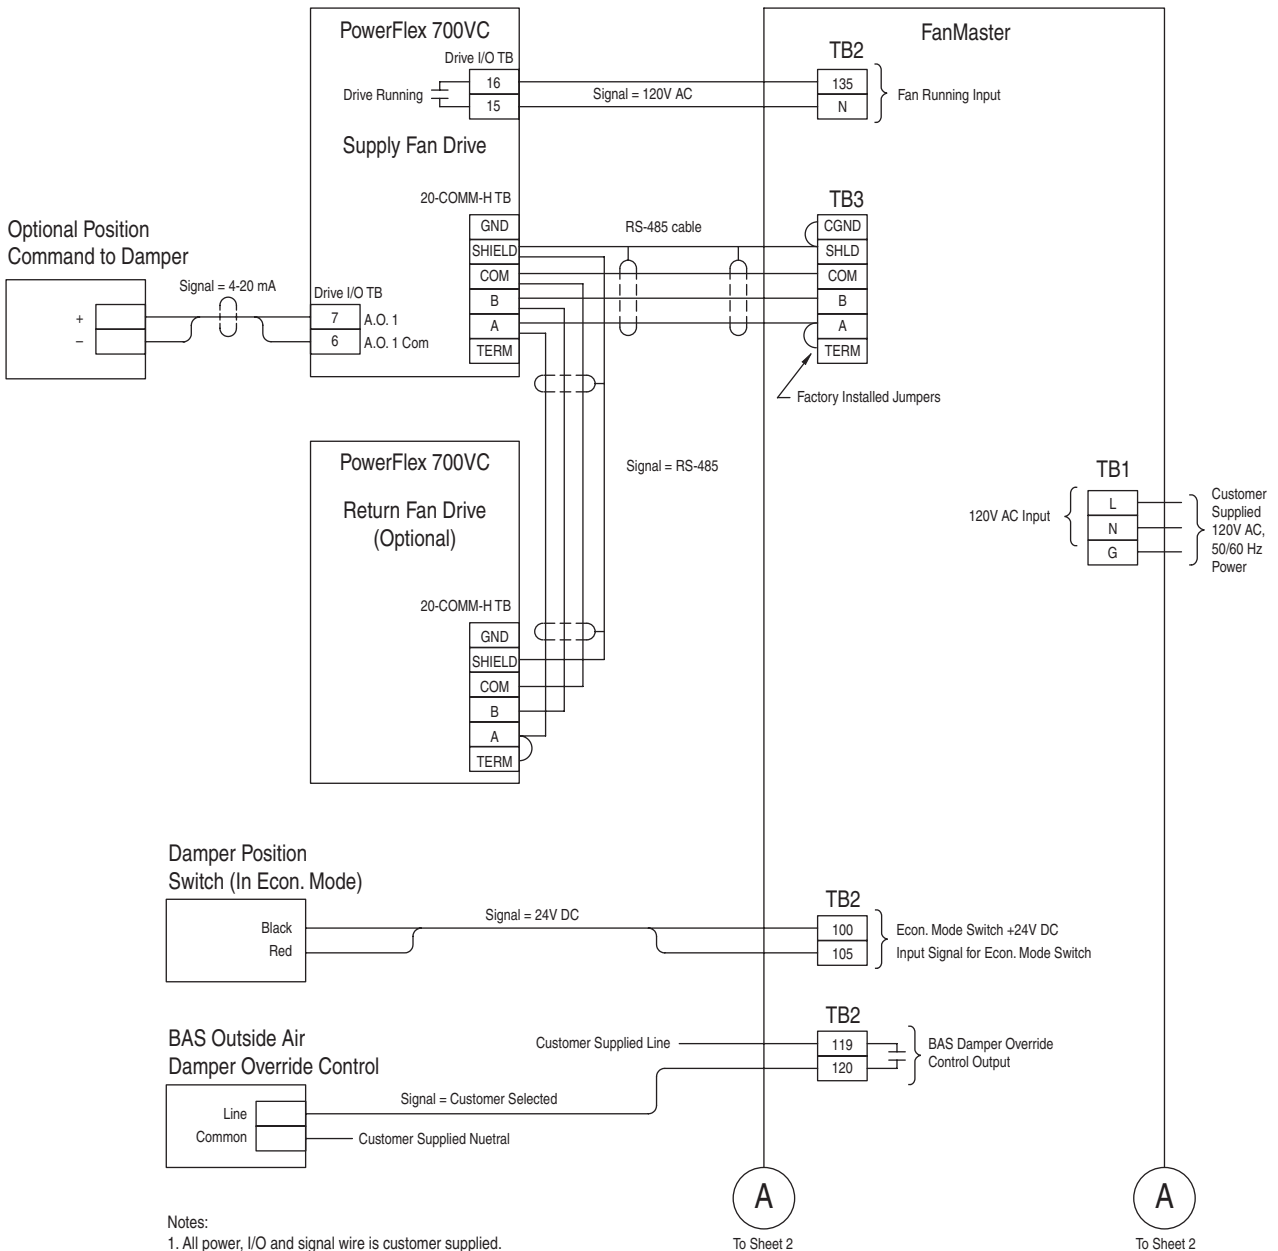 PowerFlex 700VC
Drive I/O TB
16
15
Drive Running
Supply Fan Drive
Signal = 120V AC
FanMaster
TB2
135
N
Fan Running Input
20-COMM-H TB
GND
SHIELD
COM
B
A
TERM
RS-485 cable
TB3
CGND
SHLD
COM
B
A
TERM
Factory Installed Jumpers
Optional Position
Command to Damper
+
–
Signal = 4-20 mA
Drive I/O TB
7
A.O. 1
6
A.O. 1 Com
PowerFlex 700VC
Return Fan Drive
(Optional)
Signal = RS-485
20-COMM-H TB
GND
SHIELD
COM
B
A
TERM
TB1
120V AC Input
L
N
G
Customer
Supplied
120V AC,
50/60 Hz
Power
Damper Position
Switch (In Econ. Mode)
Black
Red
Signal = 24V DC
TB2
100
105
Econ. Mode Switch +24V DC
Input Signal for Econ. Mode Switch
BAS Outside Air
Damper Override Control
Line
Common
Customer Supplied Line
Signal = Customer Selected
Customer Supplied Nuetral
TB2
119
120
BAS Damper Override
Control Output
A
To Sheet 2
A
To Sheet 2
Notes:
1. All power, I/O and signal wire is customer supplied.